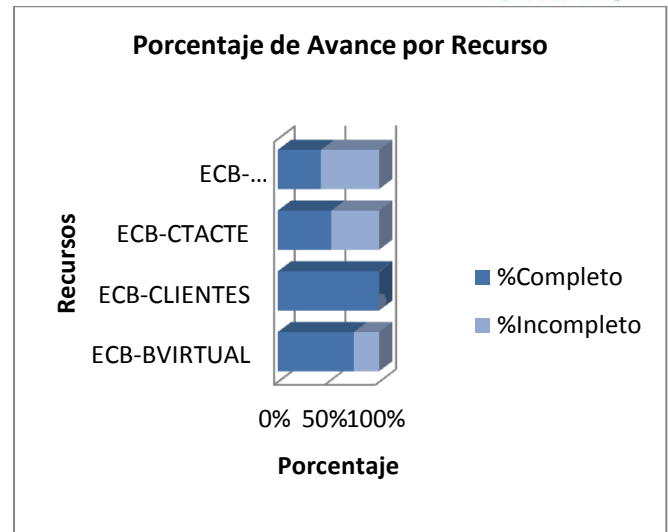 Porcentaje de Avance por Recurso
ECB-...
ECB-CTACTE
ECB-CLIENTES
ECB-BVIRTUAL
Recursos
%Completo
%Incompleto
0% 50%100%
Porcentaje